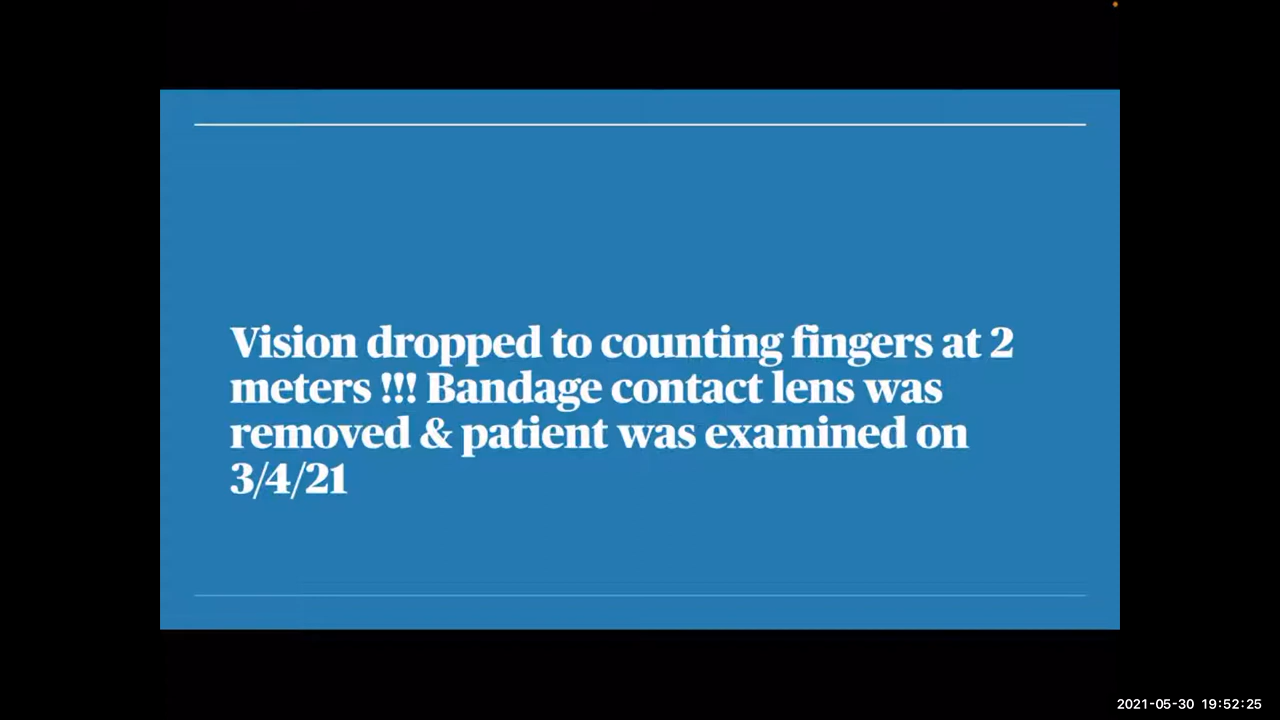 Vision dropped to counting fingers at 2
meters !!! Bandage contact lens was
removed & patient was examined on
3/4/21
2021-05-30 19:52:25